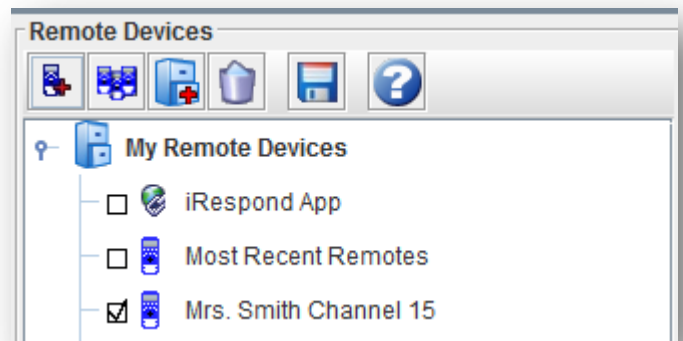 Remote Devices
?
My Remote Devices
iRespond App
Most Recent Remotes
Mrs. Smith Channel 15